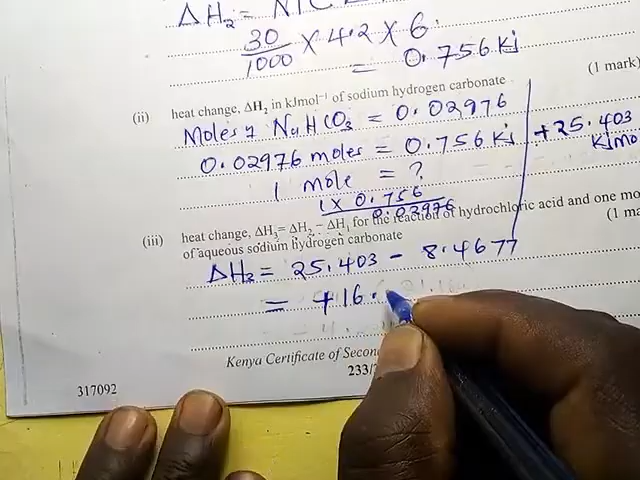 ΔH₂ =
30/1000 × 4.2 × 6
= 0.756 Kj
(ii) heat change, ΔH₂ in kJmol⁻¹ of sodium hydrogen carbonate (1 mark)
Moles of NaHCO₃ = 0.02976
0.02976 moles = 0.756 Kj
1 mole = ?
1 × 0.756
0.02976
+25.403
Kjmo
(iii) heat change, ΔH₃= ΔH₂ − ΔH₁ for the reaction of hydrochloric acid and one mo
of aqueous sodium hydrogen carbonate (1 ma
ΔH₃ = 25.403 - 8.4677
= +16.
Kenya Certificate of Secon
317092
233/